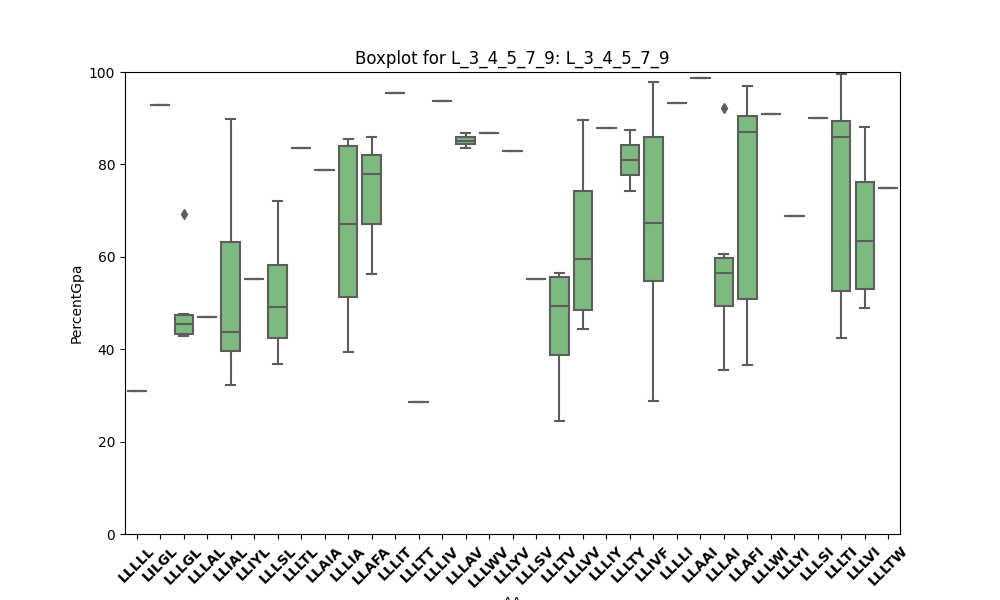 Boxplot for L_3_4_5_7_9: L_3_4_5_7_9
PercentGpa
100
80
60
40
20
0
LLLLL
LILGL
LLLGL
LLLAL
LLIAL
LLIYL
LLLSL
LLLTL
LLAIA
LLLIA
LLAFA
LLLIT
LLLTT
LLLIV
LLLAV
LLLWV
LLLYV
LLLSV
LLLTV
LLLVV
LLLIY
LLLTY
LLIVF
LLLLI
LLAAI
LLLAI
LLAFI
LLLWI
LLLYI
LLLSI
LLLTI
LLLVI
LLLTW